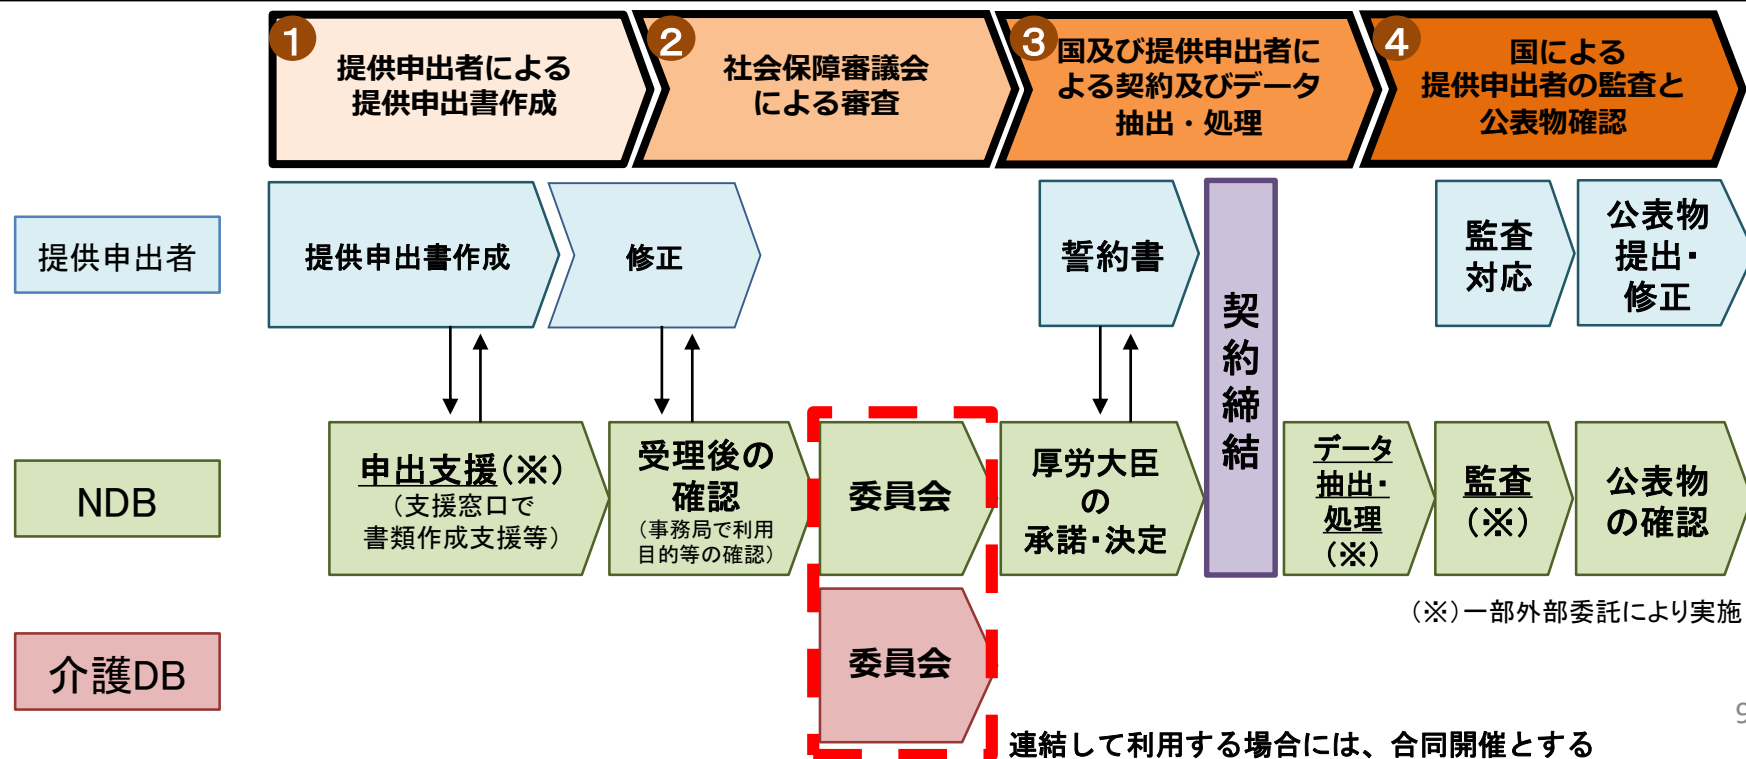 1
提供申出者による
提供申出書作成
2
社会保障審議会
による審査
3
国及び提供申出者に
よる契約及びデータ
抽出・処理
4
国による
提供申出者の監査と
公表物確認
提供申出者
提供申出書作成
修正
誓約書
契約締結
監査
対応
公表物
提出・
修正
NDB
申出支援(※)
(支援窓口で
書類作成支援等)
受理後の
確認
(事務局で利用
目的等の確認)
委員会
厚労大臣
の
承諾・決定
データ
抽出・
処理
(※)
監査
(※)
公表物
の確認
(※)一部外部委託により実施
介護DB
委員会
連結して利用する場合には、合同開催とする
9